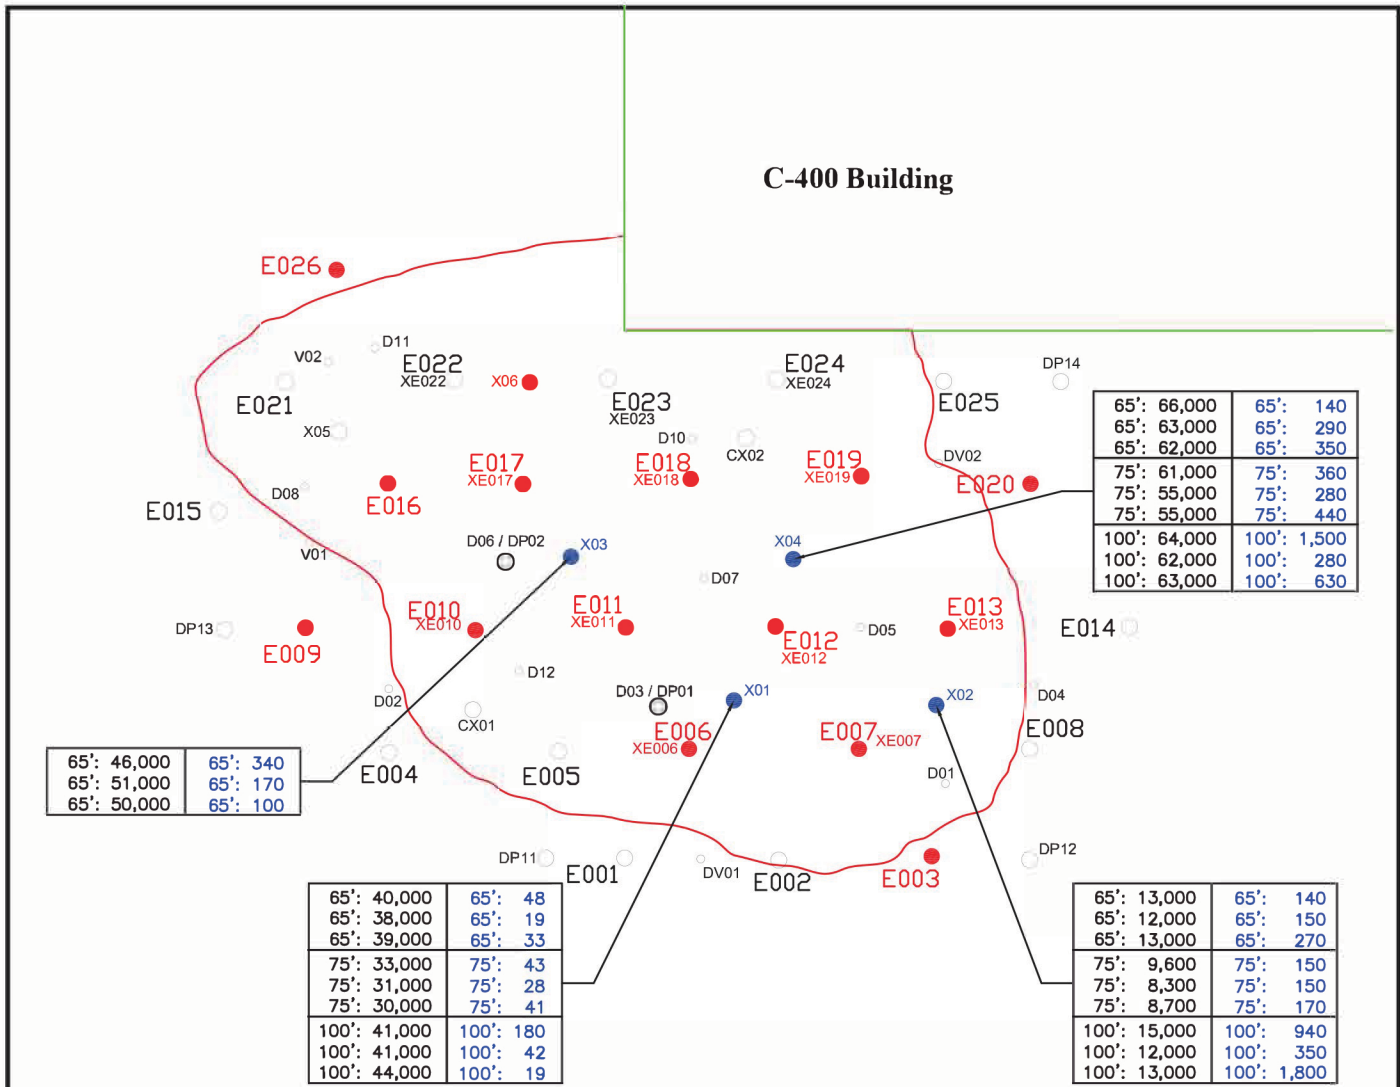 C-400 Building
E026
D11
V02
E022
XE022
X06
E024
XE024
DP14
E021
E023
XE023
E025
65': 66,000 65': 140
65': 63,000 65': 290
65': 62,000 65': 350
75': 61,000 75': 360
75': 55,000 75': 280
75': 55,000 75': 440
100': 64,000 100': 1,500
100': 62,000 100': 280
100': 63,000 100': 630
X05
D10
CX02
DV02
E017
XE017
E018
XE018
E019
XE019
E020
D08
E016
E015
V01
D06 / DP02
X03
X04
D07
DP13
E009
E010
XE010
E011
XE011
E012
XE012
D05
E013
XE013
E014
D12
D02
CX01
D03 / DP01
X01
X02
D04
E006
XE006
E007
XE007
E008
E004
E005
D01
65': 46,000 65': 340
65': 51,000 65': 170
65': 50,000 65': 100
DP11
E001
DV01
E002
E003
DP12
65': 40,000 65': 48
65': 38,000 65': 19
65': 39,000 65': 33
75': 33,000 75': 43
75': 31,000 75': 28
75': 30,000 75': 41
100': 41,000 100': 180
100': 41,000 100': 42
100': 44,000 100': 19
65': 13,000 65': 140
65': 12,000 65': 150
65': 13,000 65': 270
75': 9,600 75': 150
75': 8,300 75': 150
75': 8,700 75': 170
100': 15,000 100': 940
100': 12,000 100': 350
100': 13,000 100': 1,800